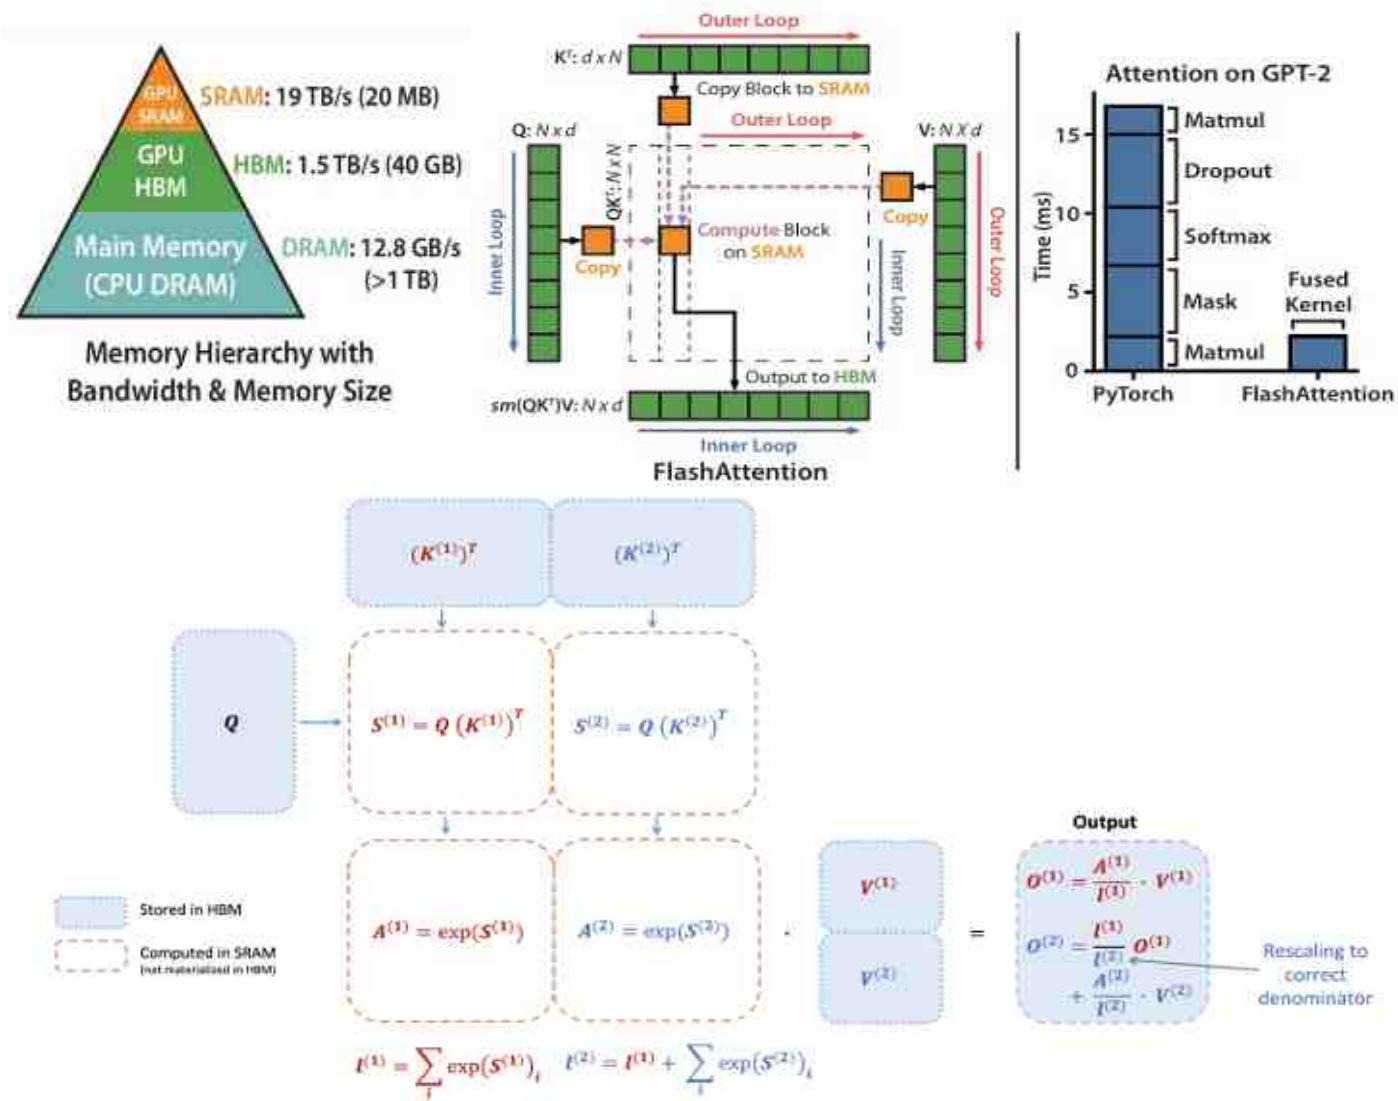 GPU
SRAM
SRAM: 19 TB/s (20 MB)
GPU
HBM
HBM: 1.5 TB/s (40 GB)
Main Memory
(CPU DRAM)
DRAM: 12.8 GB/s
(>1 TB)
Memory Hierarchy with
Bandwidth & Memory Size
Outer Loop
Kᵀ: d x N
Copy Block to SRAM
Outer Loop
Q: N x d
V: N X d
QKᵀ: N x N
Inner Loop
Copy
Compute Block
on SRAM
Copy
Inner Loop
Outer Loop
Output to HBM
sm(QKᵀ)V: N x d
Inner Loop
FlashAttention
Attention on GPT-2
Time (ms)
15
10
5
0
Matmul
Dropout
Softmax
Mask
Matmul
Fused
Kernel
PyTorch
FlashAttention
(K⁽¹⁾)ᵀ
(K⁽²⁾)ᵀ
Q
S⁽¹⁾ = Q (K⁽¹⁾)ᵀ
S⁽²⁾ = Q (K⁽²⁾)ᵀ
Stored in HBM
Computed in SRAM
(not materialized in HBM)
A⁽¹⁾ = exp(S⁽¹⁾)
A⁽²⁾ = exp(S⁽²⁾)
·
V⁽¹⁾
V⁽²⁾
=
Output
O⁽¹⁾ = A⁽¹⁾/l⁽¹⁾ · V⁽¹⁾
O⁽²⁾ = l⁽¹⁾/l⁽²⁾ O⁽¹⁾
+ A⁽²⁾/l⁽²⁾ · V⁽²⁾
Rescaling to
correct
denominator
l⁽¹⁾ = ∑ᵢ exp(S⁽¹⁾)ᵢ
l⁽²⁾ = l⁽¹⁾ + ∑ᵢ exp(S⁽²⁾)ᵢ